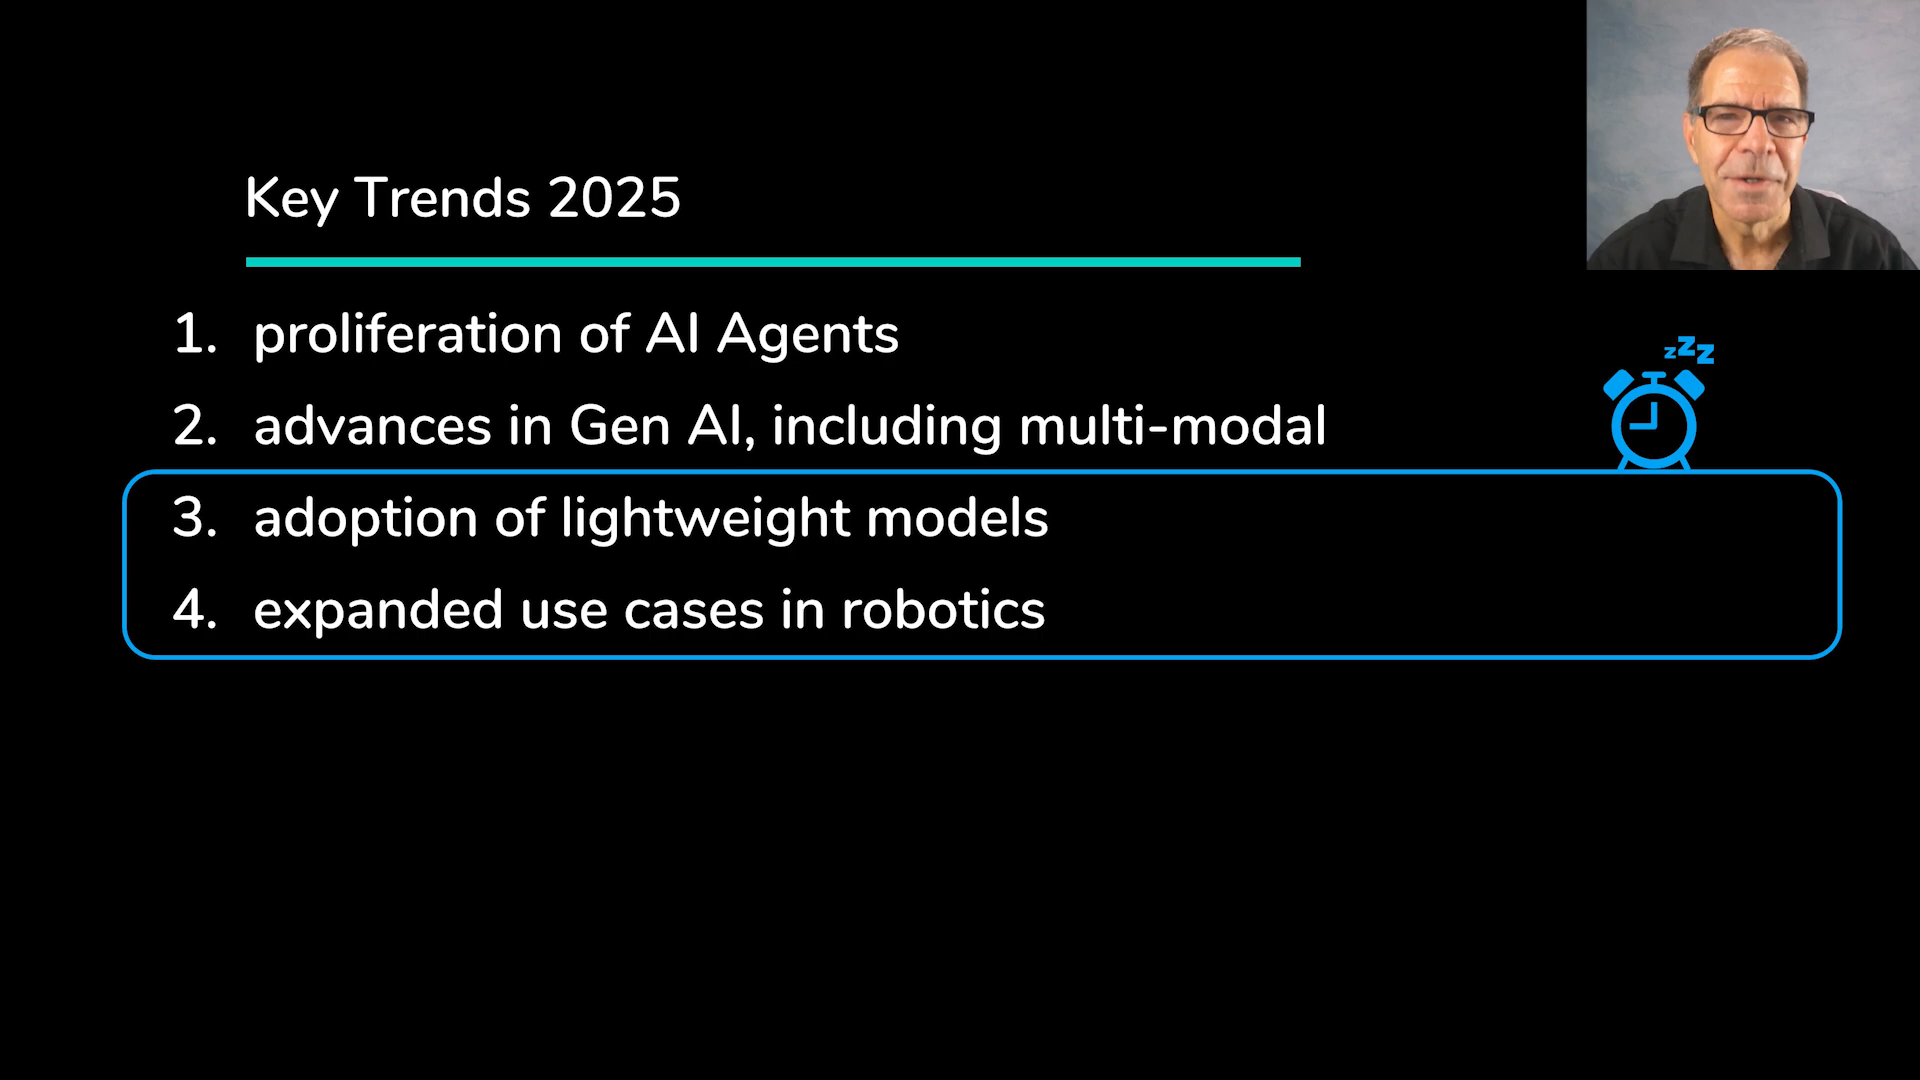 Key Trends 2025
1. proliferation of AI Agents
zzz
2. advances in Gen AI, including multi-modal
3. adoption of lightweight models
4. expanded use cases in robotics